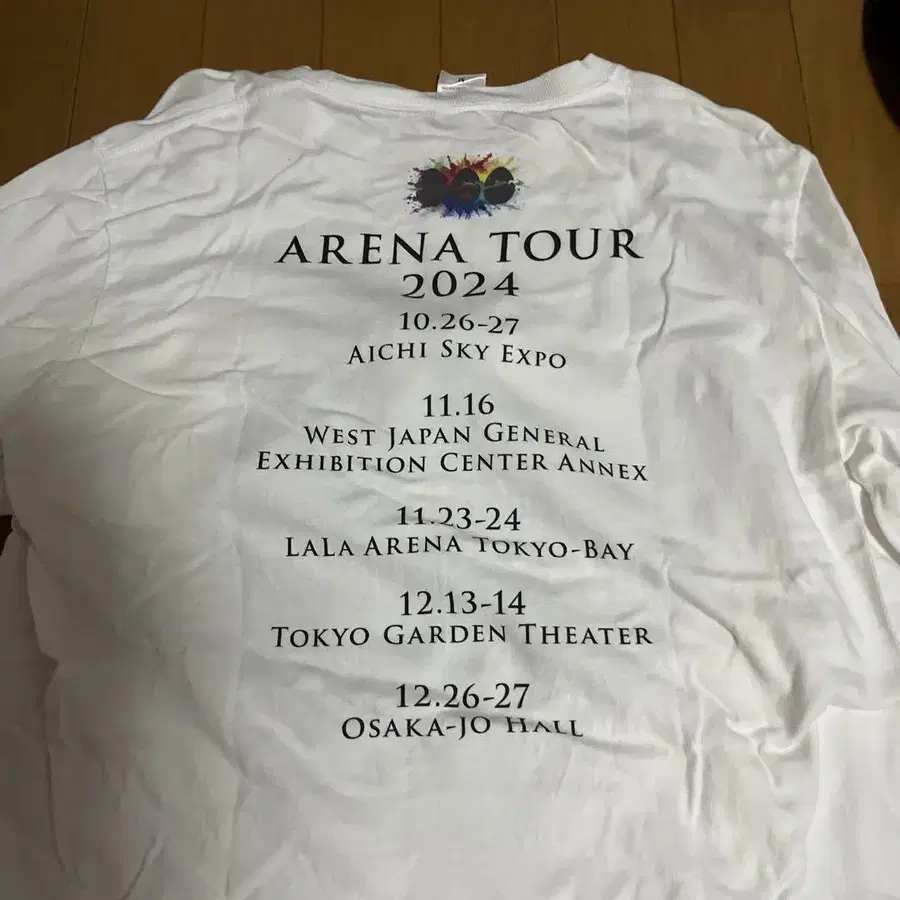 ARENA TOUR
2024
10.26-27
AICHI SKY EXPO
11.16
WEST JAPAN GENERAL
EXHIBITION CENTER ANNEX
11.23-24
LALA ARENA TOKYO-BAY
12.13-14
TOKYO GARDEN THEATER
12.26-27
OSAKA-JO HALL